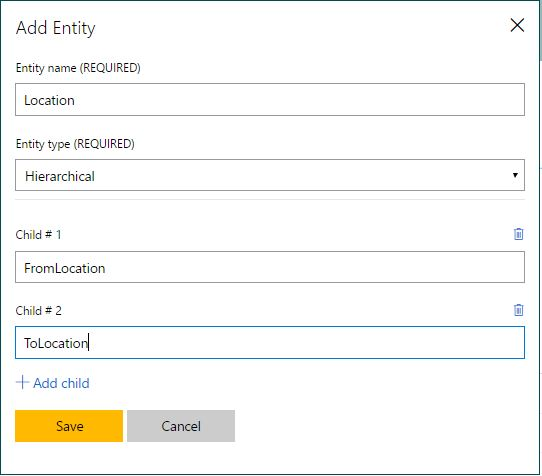 Add Entity
Entity name (REQUIRED)
Location
Entity type (REQUIRED)
Hierarchical
Child # 1
FromLocation
Child # 2
ToLocation
Add child
Save Cancel